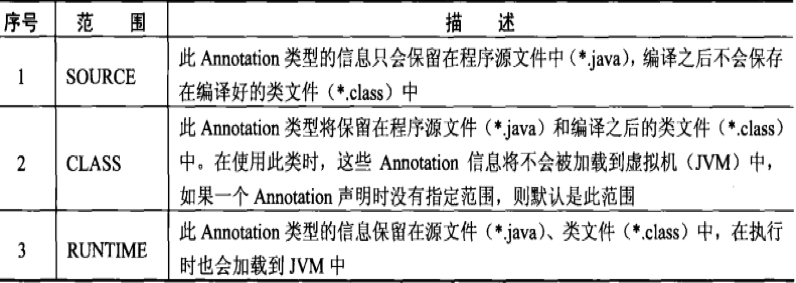 序号 范 围 描 述
1 SOURCE 此 Annotation 类型的信息只会保留在程序源文件中（*.java），编译之后不会保存
在编译好的类文件（*.class）中
2 CLASS 此 Annotation 类型将保留在程序源文件（*.java）和编译之后的类文件（*.class）
中。在使用此类时，这些 Annotation 信息将不会被加载到虚拟机（JVM）中，
如果一个 Annotation 声明时没有指定范围，则默认是此范围
3 RUNTIME 此 Annotation 类型的信息保留在源文件（*.java）、类文件（*.class）中，在执行
时也会加载到 JVM 中